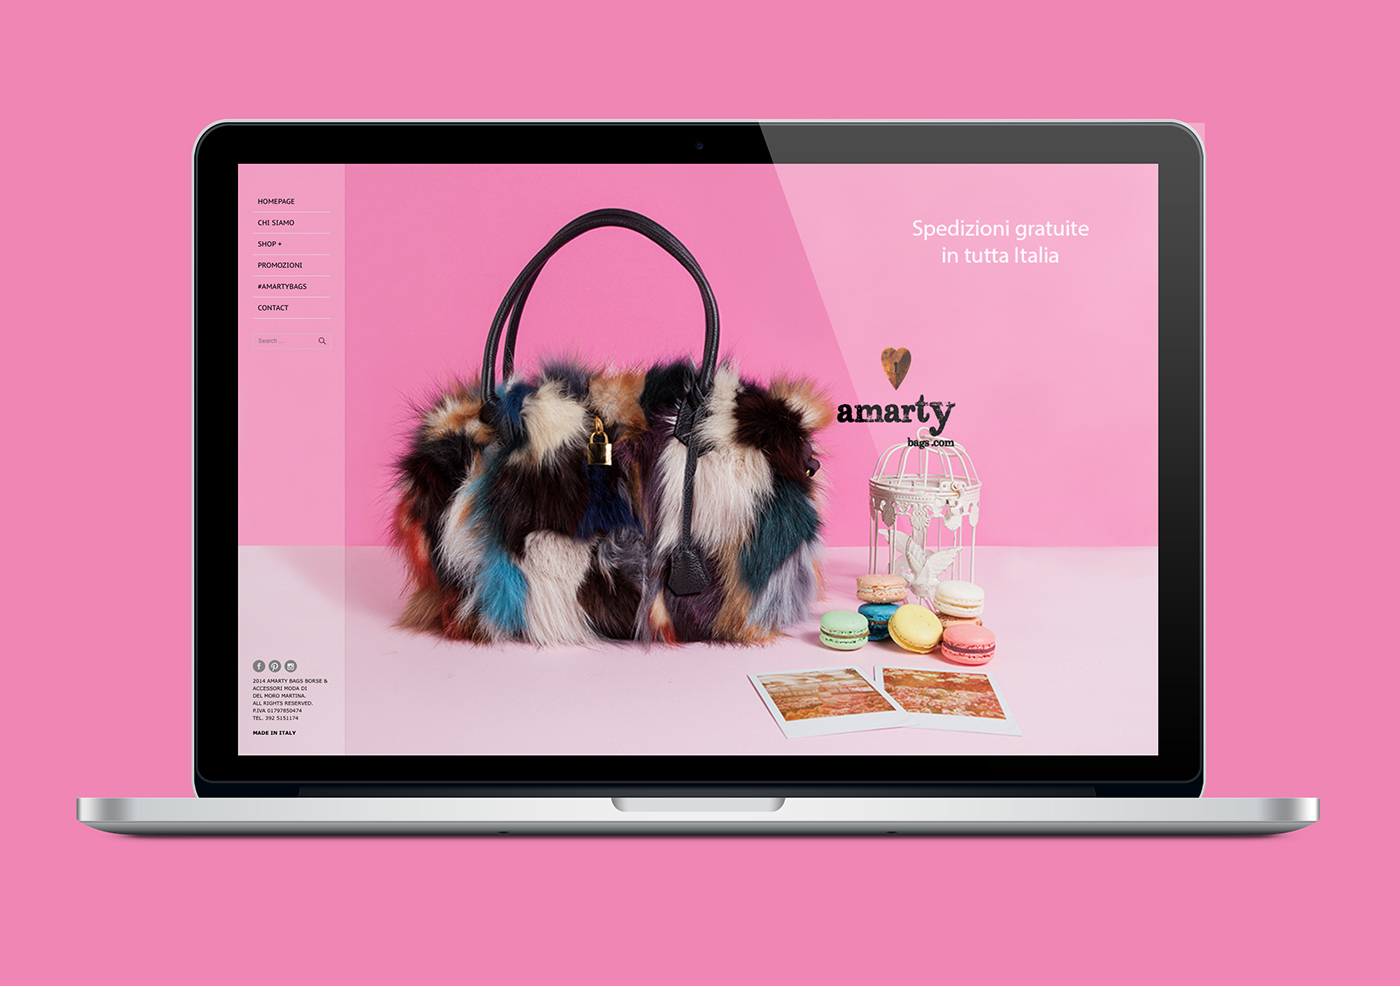 HOMEPAGE
CHI SIAMO
SHOP +
PROMOZIONI
#AMARTYBAGS
CONTACT
Search ...
Spedizioni gratuite
in tutta Italia
amarty
bags.com
2014 AMARTY BAGS BORSE &
ACCESSORI MODA DI
DEL MORO MARTINA.
ALL RIGHTS RESERVED.
P.IVA 01797850474
TEL. 392 5151174
MADE IN ITALY